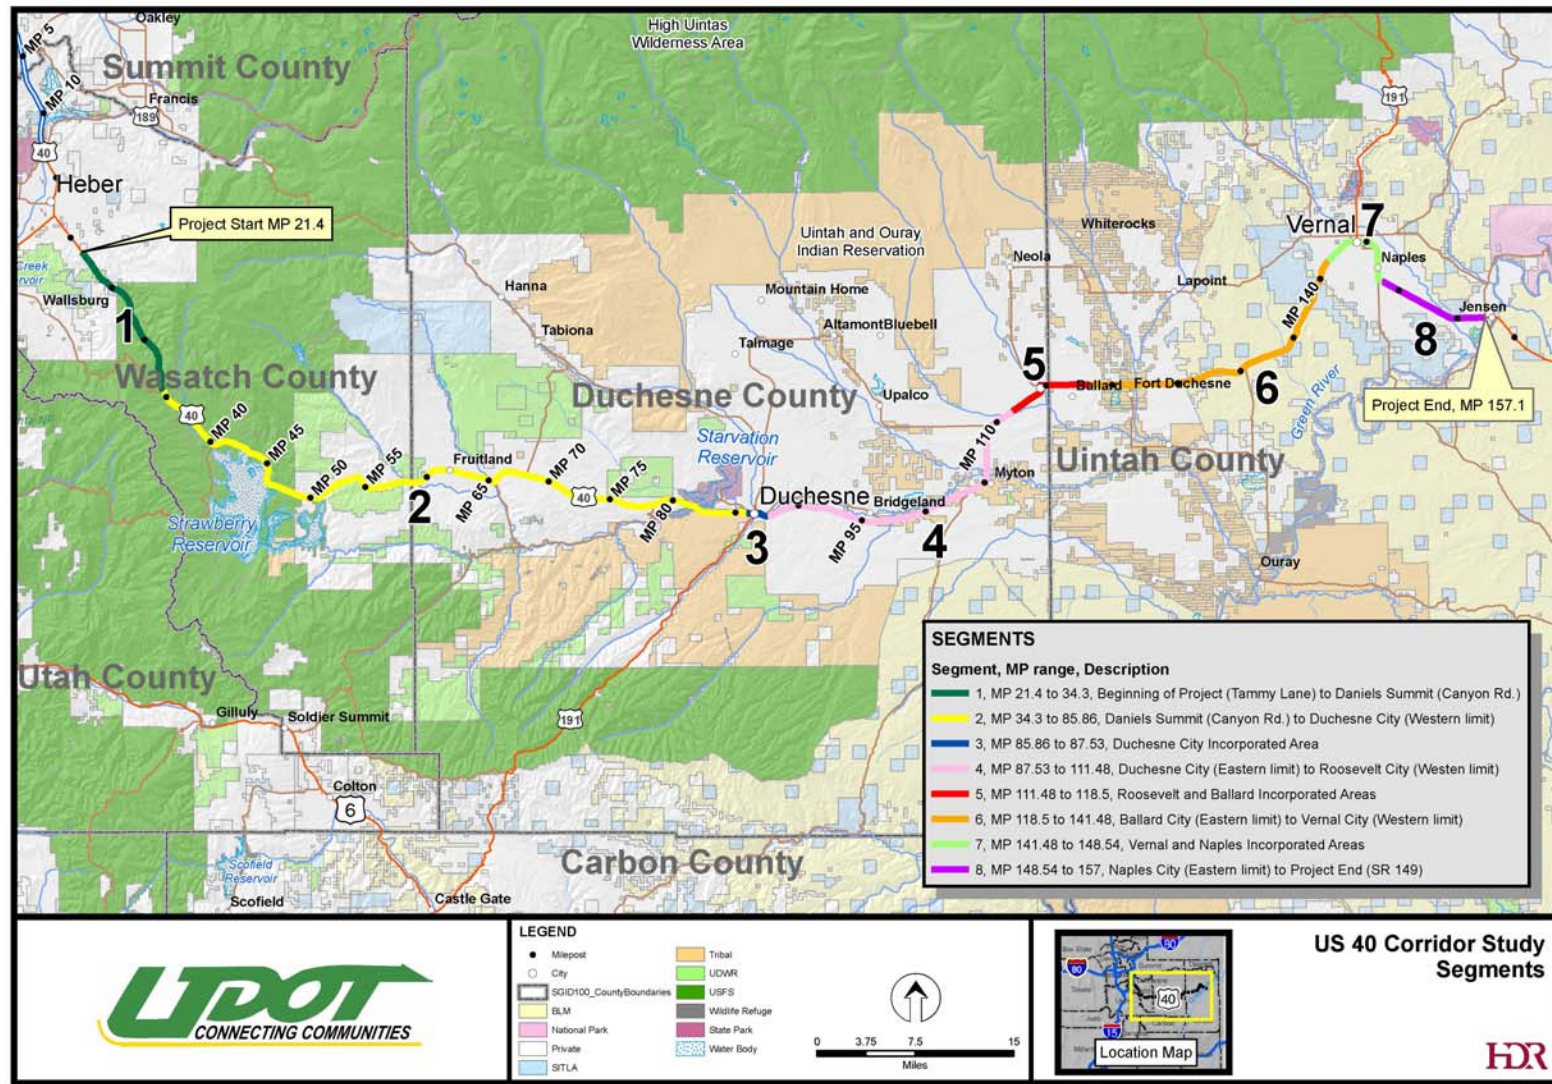 Oakley
High Uintas
Wilderness Area
MP 5
Summit County
MP 10
Francis
189
191
40
Heber
Project Start MP 21.4
Whiterocks
Vernal
7
Uintah and Ouray
Indian Reservation
Neola
Naples
Wallsburg
Hanna
Mountain Home
Lapoint
MP 140
Jensen
1
Tabiona
Altamont
Bluebell
8
Talmage
Wasatch County
5
Duchesne County
Ballard
Fort Duchesne
6
Upalco
Project End, MP 157.1
40
MP 40
Green River
MP 45
Starvation
Reservoir
MP 110
Uintah County
MP 50
MP 55
Fruitland
MP 70
Myton
2
MP 65
40
MP 75
Duchesne
Bridgeland
Strawberry
Reservoir
MP 80
3
MP 95
4
Ouray
Utah County
Gilluly
Soldier Summit
191
Colton
6
Scofield
Reservoir
Carbon County
Scofield
Castle Gate
SEGMENTS
Segment, MP range, Description
1, MP 21.4 to 34.3, Beginning of Project (Tammy Lane) to Daniels Summit (Canyon Rd.)
2, MP 34.3 to 85.86, Daniels Summit (Canyon Rd.) to Duchesne City (Western limit)
3, MP 85.86 to 87.53, Duchesne City Incorporated Area
4, MP 87.53 to 111.48, Duchesne City (Eastern limit) to Roosevelt City (Westen limit)
5, MP 111.48 to 118.5, Roosevelt and Ballard Incorporated Areas
6, MP 118.5 to 141.48, Ballard City (Eastern limit) to Vernal City (Western limit)
7, MP 141.48 to 148.54, Vernal and Naples Incorporated Areas
8, MP 148.54 to 157, Naples City (Eastern limit) to Project End (SR 149)
UDOT
CONNECTING COMMUNITIES
LEGEND
Milepost
City
SGID100_CountyBoundaries
BLM
National Park
Private
SITLA
Tribal
UDWR
USFS
Wildlife Refuge
State Park
Water Body
0 3.75 7.5 15
Miles
80
80
40
15
Location Map
US 40 Corridor Study
Segments
HDR